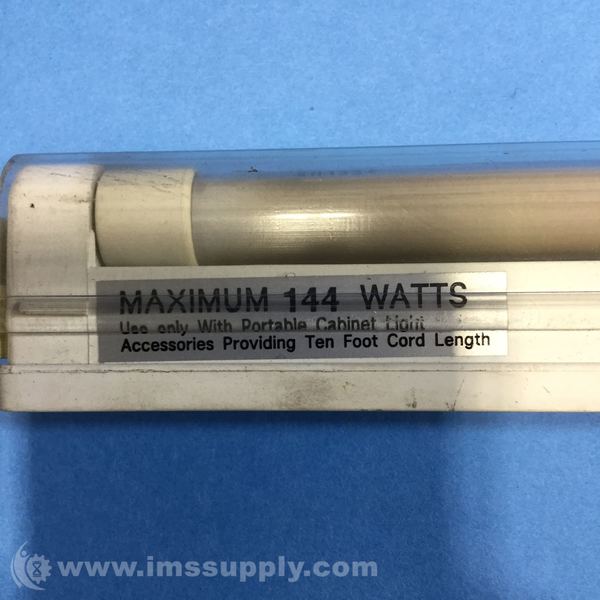 MAXIMUM 144 WATTS
Use only With Portable Cabinet Light
Accessories Providing Ten Foot Cord Length
www.imssupply.com